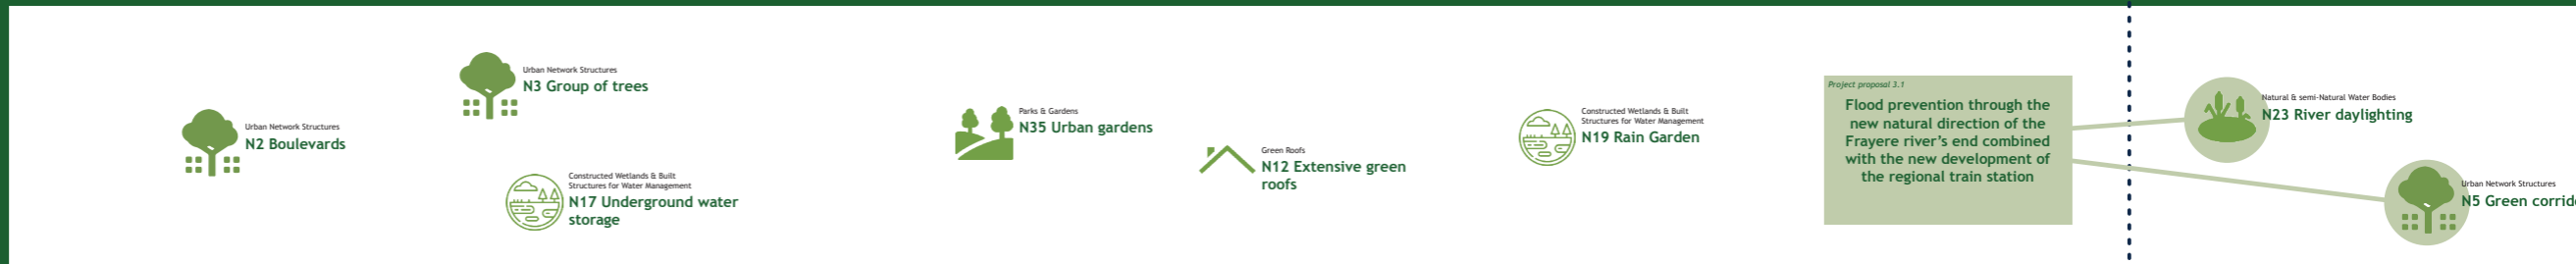 Urban Network Structures
N2 Boulevards
Urban Network Structures
N3 Group of trees
Constructed Wetlands & Built
Structures for Water Management
N17 Underground water
storage
Parks & Gardens
N35 Urban gardens
Green Roofs
N12 Extensive green
roofs
Constructed Wetlands & Built
Structures for Water Management
N19 Rain Garden
Project proposal 3.1
Flood prevention through the
new natural direction of the
Frayere river's end combined
with the new development of
the regional train station
Natural & semi-Natural Water Bodies
N23 River daylighting
Urban Network Structures
N5 Green corrid